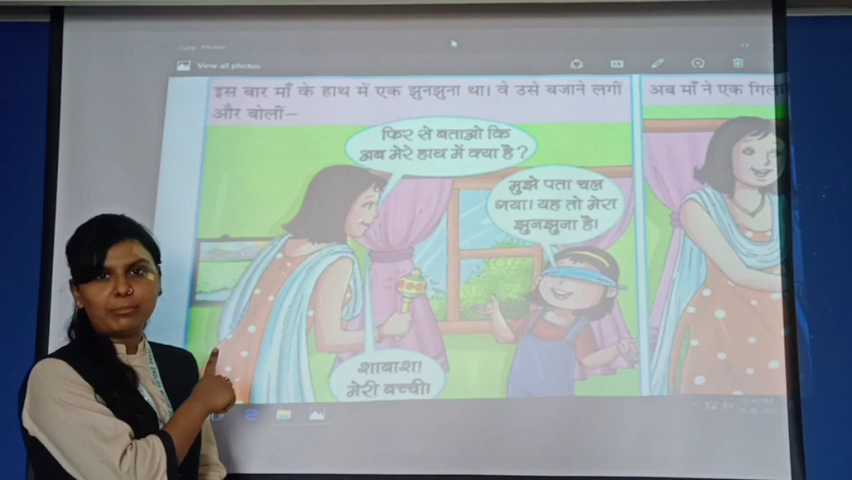 View all photos
इस बार माँ के हाथ में एक झुनझुना था। वे उसे बजाने लगीं
और बोलीं–
फिर से बताओ कि
अब मेरे हाथ में क्या है?
मुझे पता चल
गया। यह तो मेरा
झुनझुना है।
शाबाश!
मेरी बच्ची।
अब माँ ने एक